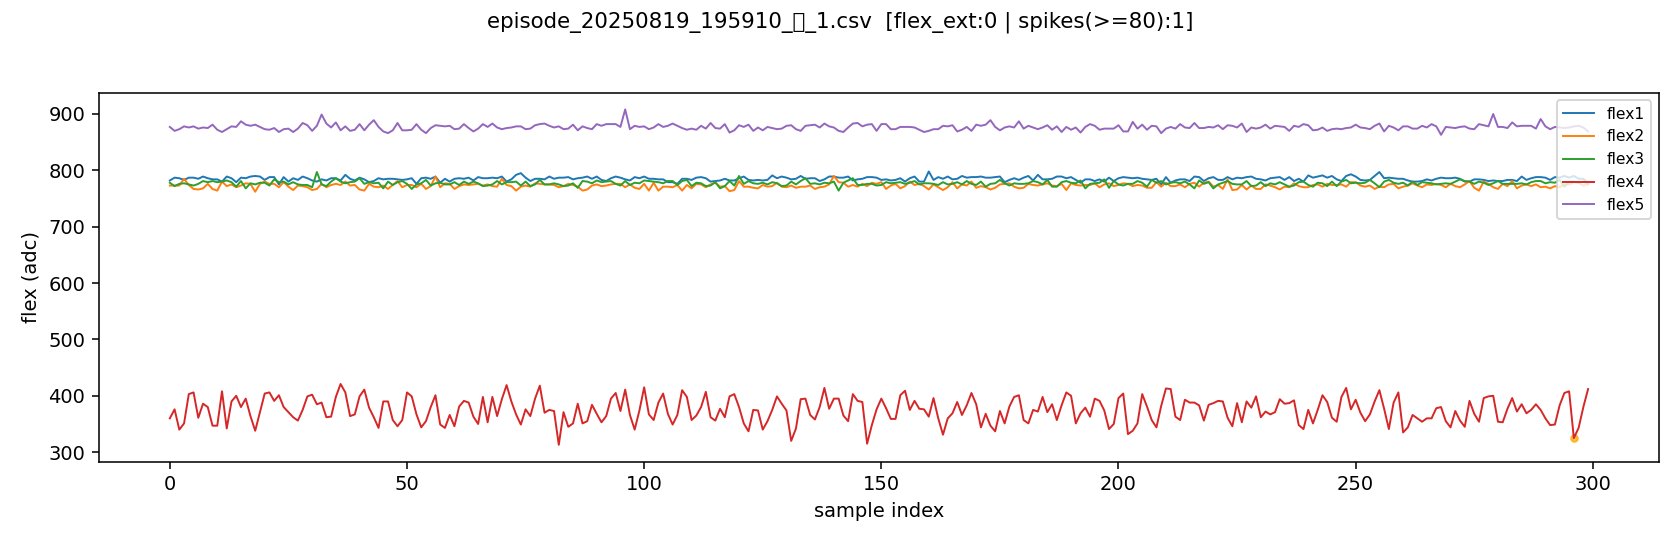 episode_20250819_195910_▯_1.csv  [flex_ext:0 | spikes(>=80):1]
900
800
700
600
500
400
300
flex (adc)
0
50
100
150
200
250
300
sample index
flex1
flex2
flex3
flex4
flex5